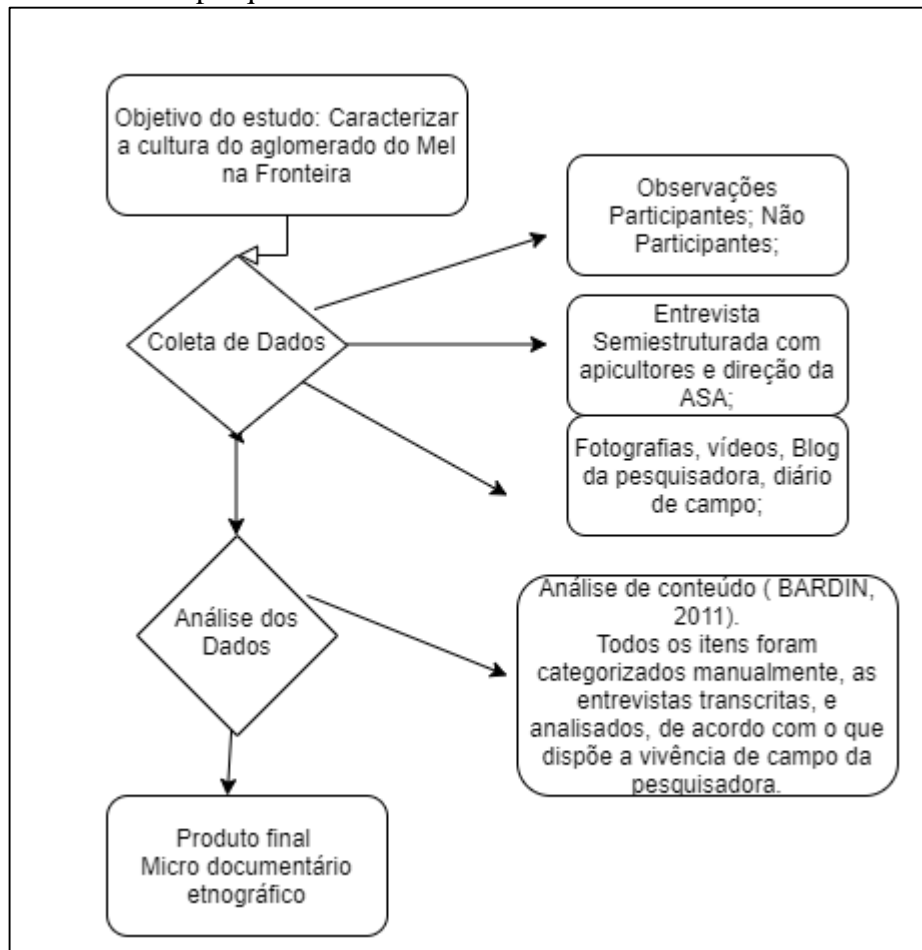 Objetivo do estudo: Caracterizar
a cultura do aglomerado do Mel
na Fronteira
Observações
Participantes; Não
Participantes;
Coleta de Dados
Entrevista
Semiestruturada com
apicultores e direção da
ASA;
Fotografias, vídeos, Blog
da pesquisadora, diário
de campo;
Análise dos
Dados
Análise de conteúdo ( BARDIN,
2011).
Todos os itens foram
categorizados manualmente, as
entrevistas transcritas, e
analisados, de acordo com o que
dispõe a vivência de campo da
pesquisadora.
Produto final
Micro documentário
etnográfico